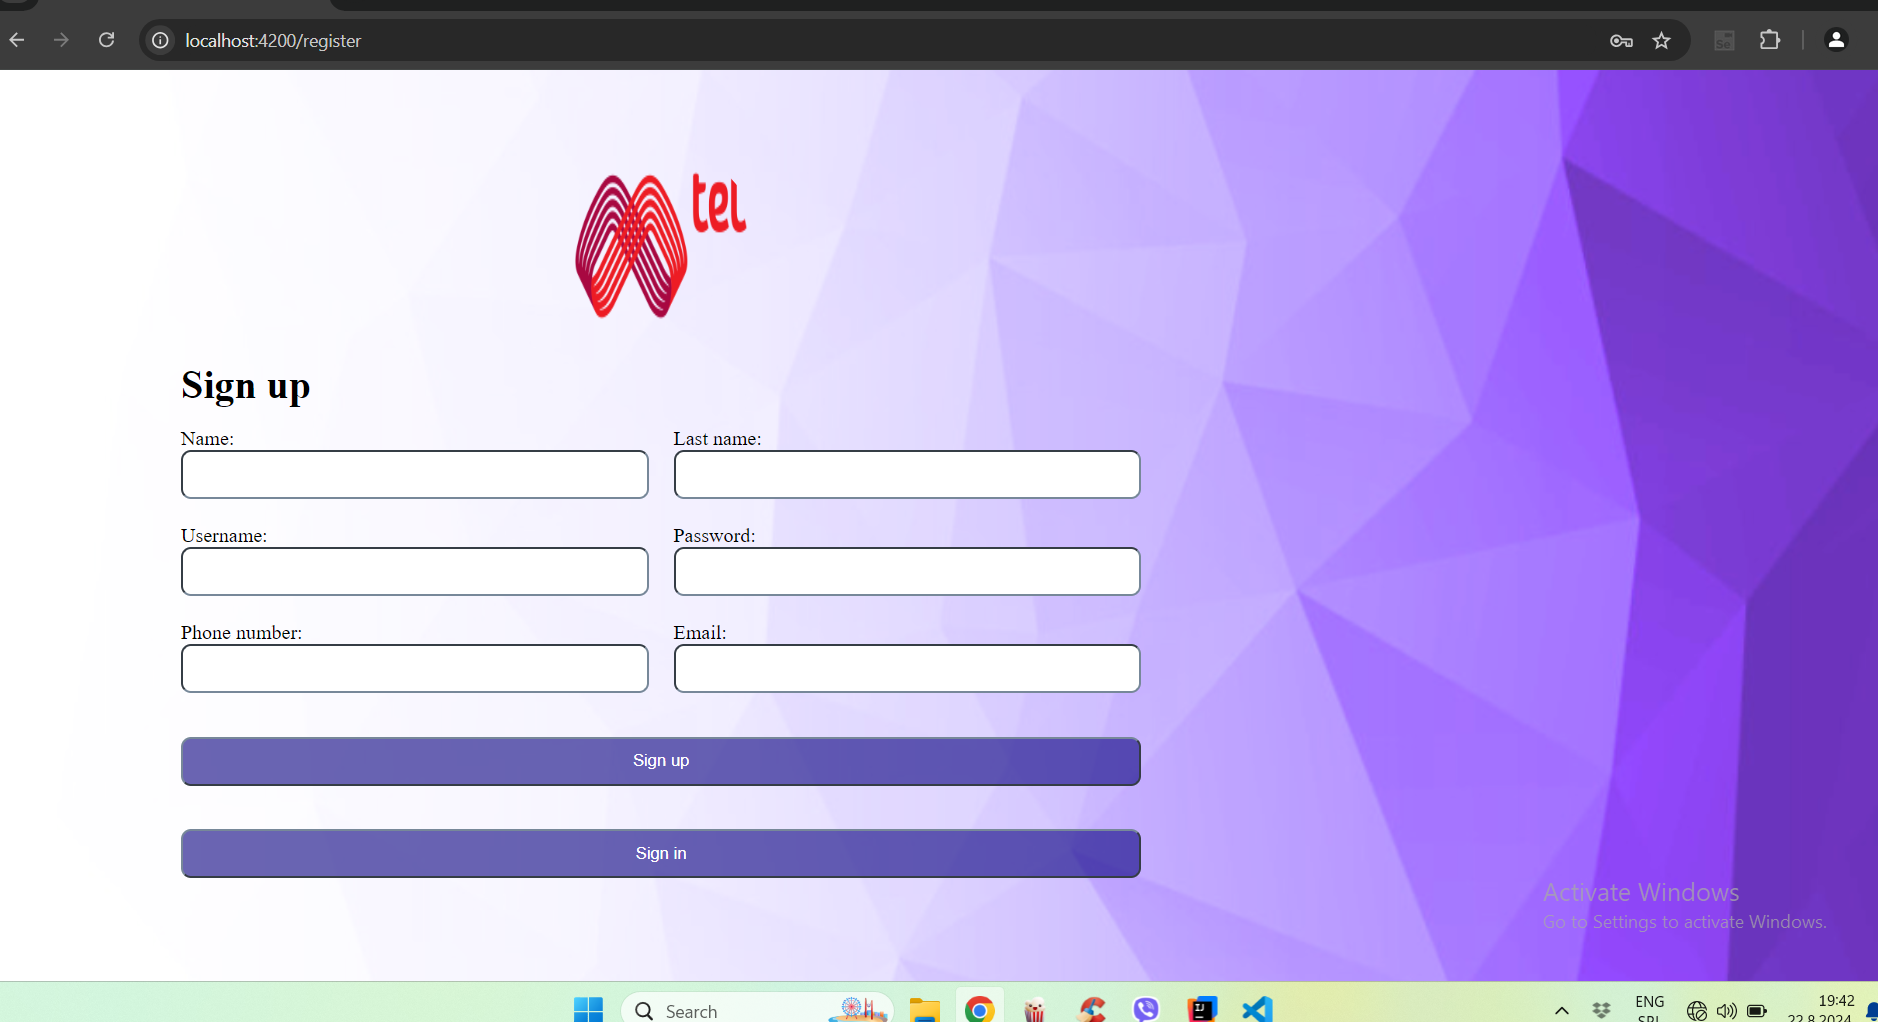 localhost:4200/register
tel
Sign up
Name:
Last name:
Username:
Password:
Phone number:
Email:
Sign up
Sign in
Activate Windows
Go to Settings to activate Windows.
Search
ENG
19:42
22.8.2024